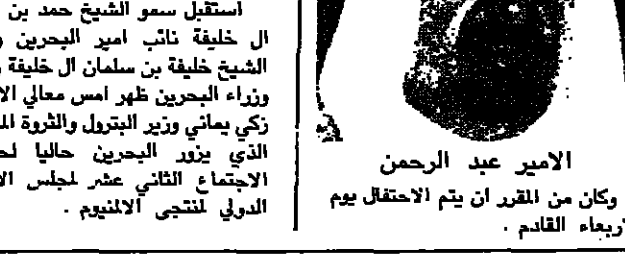 الامير عبد الرحمن
وكان من المقرر ان يتم الاحتفال يوم
القادم .
استقبل سمو الشيخ حمد بن
ال خليفة نائب امير البحرين
الشيخ خليفة بن سلمان ال خليفة
وزراء البحرين ظهر امس معالي
زكي يماني وزير البترول والثروة
الذي يزور البحرين حاليا
الاجتماع الثاني عشر لمجلس
الدولي لمنتجى الالمنيوم .